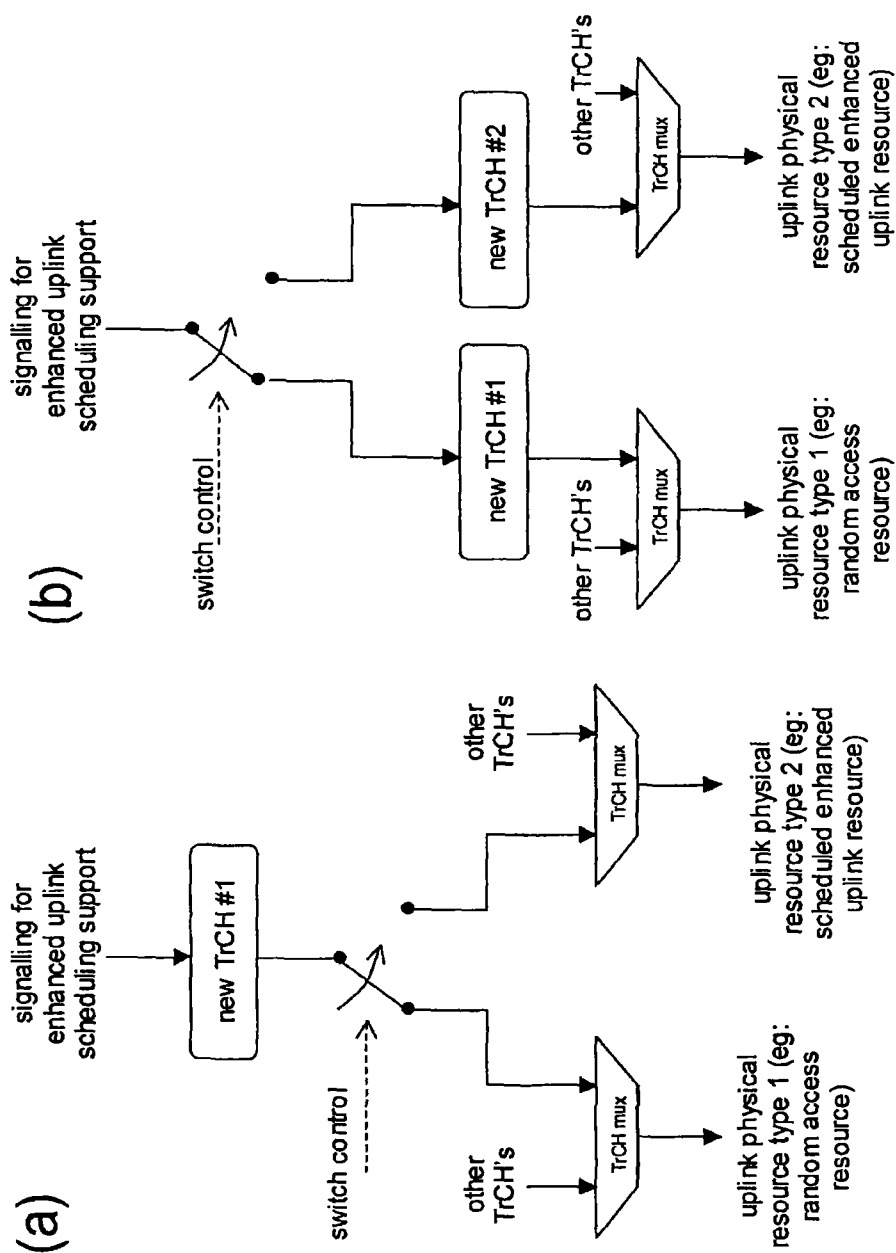 (a)
signalling for
enhanced uplink
scheduling support
new TrCH #1
switch control
other
TrCH's
other
TrCH's
TrCH mux
TrCH mux
uplink physical
resource type 1 (eg:
random access
resource)
uplink physical
resource type 2 (eg:
scheduled enhanced
uplink resource)
(b)
signalling for
enhanced uplink
scheduling support
switch control
new TrCH #1
new TrCH #2
other TrCH's
other TrCH's
TrCH mux
TrCH mux
uplink physical
resource type 1 (eg:
random access
resource)
uplink physical
resource type 2 (eg:
scheduled enhanced
uplink resource)